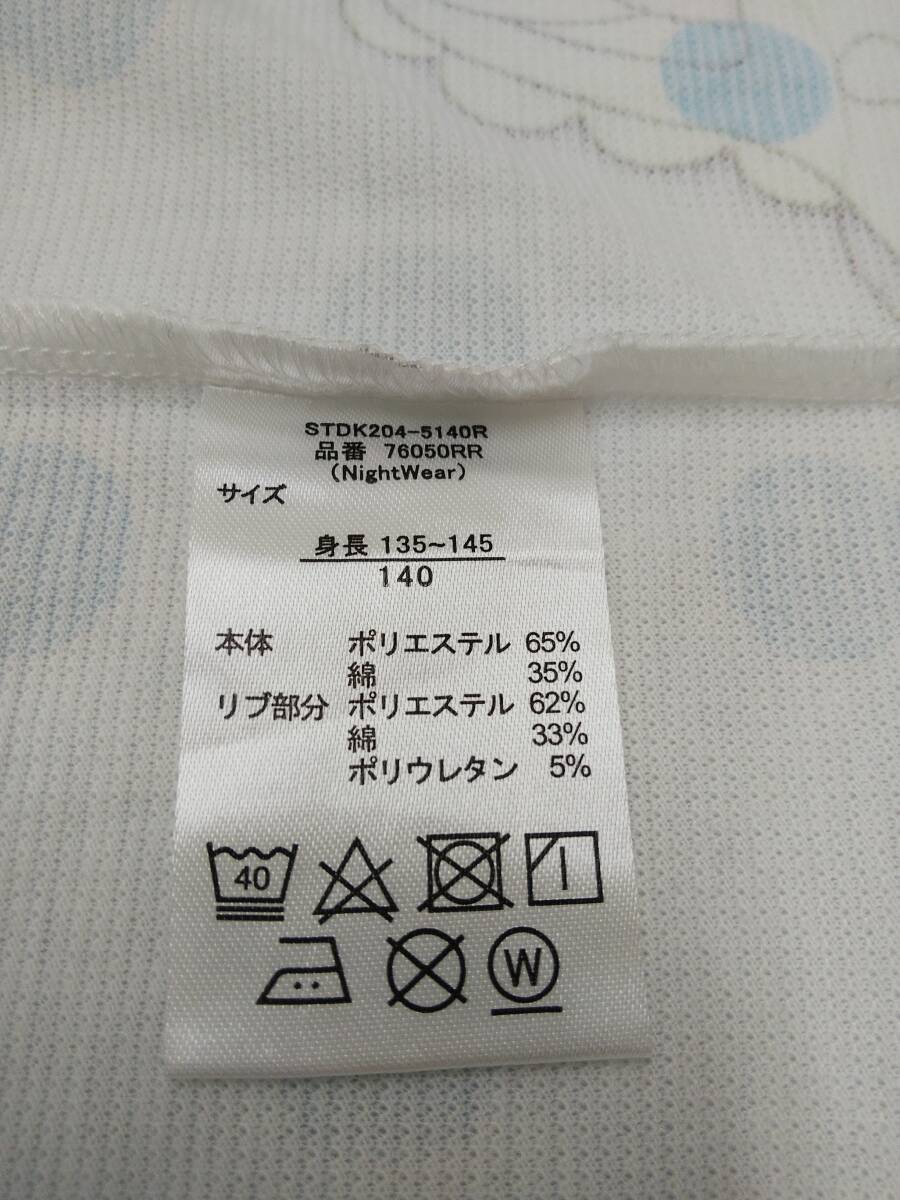 STDK204-5140R
品番 76050RR
(NightWear)
サイズ
身長 135~145
140
本体 ポリエステル 65%
綿 35%
リブ部分 ポリエステル 62%
綿 33%
ポリウレタン 5%
40
W